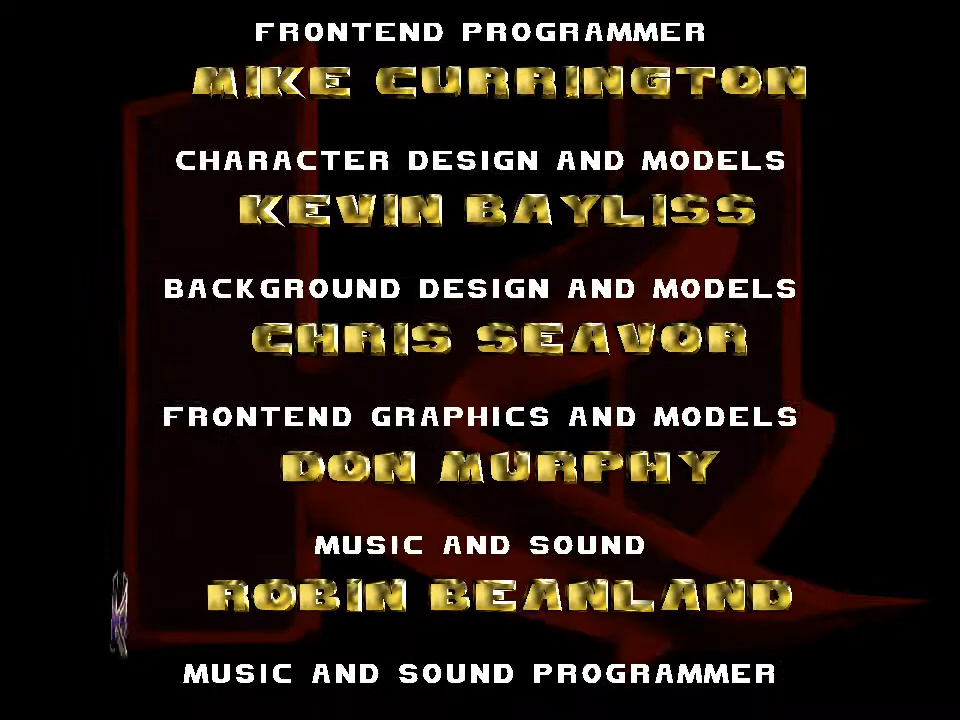 FRONTEND PROGRAMMER
MIKE CURRINGTON
CHARACTER DESIGN AND MODELS
KEVIN BAYLISS
BACKGROUND DESIGN AND MODELS
CHRIS SEAVOR
FRONTEND GRAPHICS AND MODELS
DON MURPHY
MUSIC AND SOUND
ROBIN BEANLAND
MUSIC AND SOUND PROGRAMMER